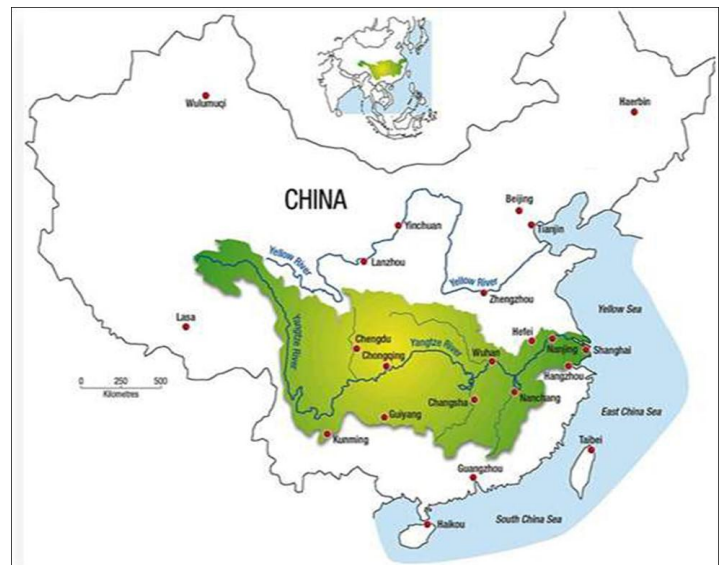 Wulumuqi
Haerbin
CHINA
Beijing
Tianjin
Yinchuan
Yellow River
Lanzhou
Yellow River
Zhengzhou
Yellow Sea
Lasa
Yangtze River
Chengdu
Chongqing
Yangtze River
Wuhan
Hefei
Nanjing
Shanghai
Hangzhou
0 250 500
Kilometres
Changsha
Nanchang
East China Sea
Guiyang
Kunming
Taibei
Guangzhou
South China Sea
Haikou